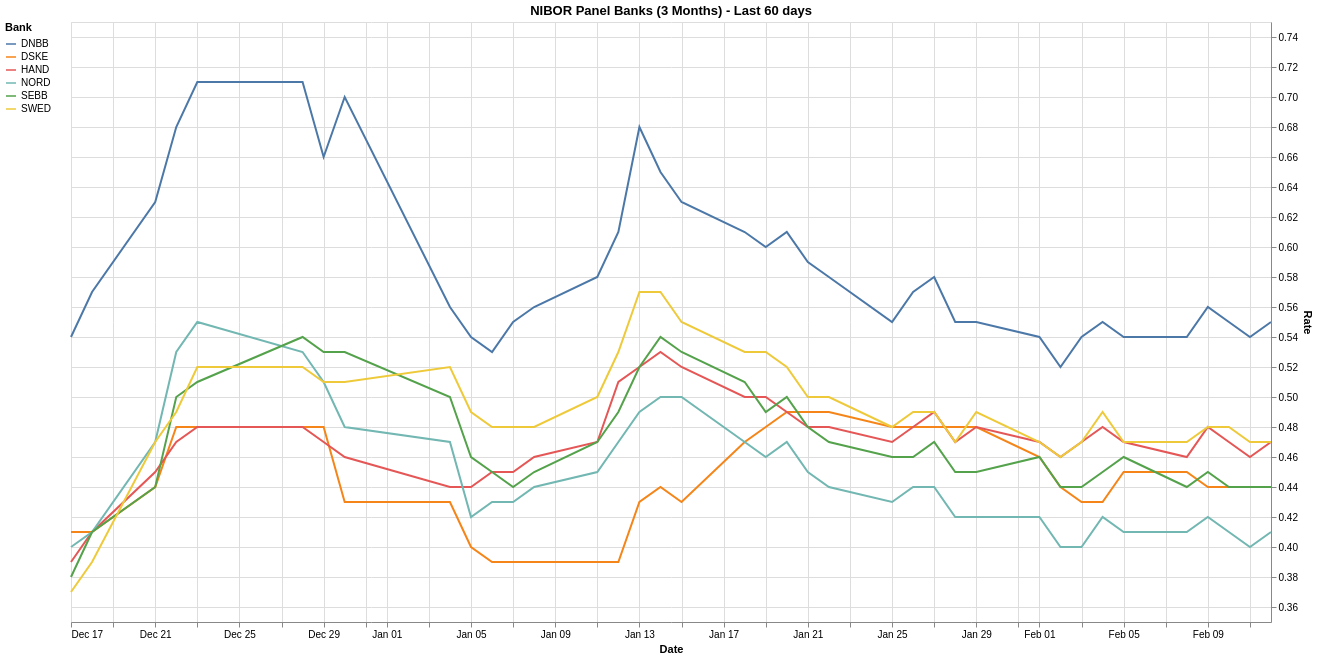 NIBOR Panel Banks (3 Months) - Last 60 days
Bank
DNBB
DSKE
HAND
NORD
SEBB
SWED
0.74
0.72
0.70
0.68
0.66
0.64
0.62
0.60
0.58
0.56
0.54
0.52
0.50
0.48
0.46
0.44
0.42
0.40
0.38
0.36
Rate
Dec 17 Dec 21 Dec 25 Dec 29 Jan 01 Jan 05 Jan 09 Jan 13 Jan 17 Jan 21 Jan 25 Jan 29 Feb 01 Feb 05 Feb 09
Date